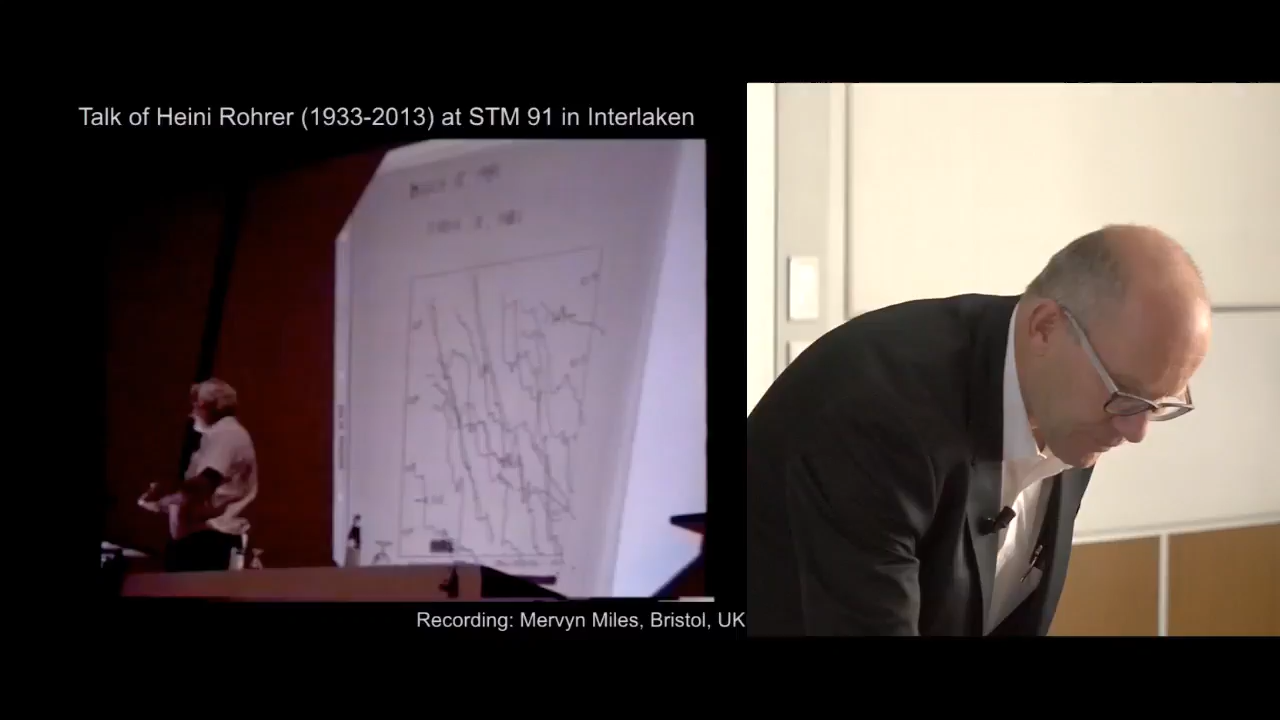 Talk of Heini Rohrer (1933-2013) at STM 91 in Interlaken
Recording: Mervyn Miles, Bristol, UK